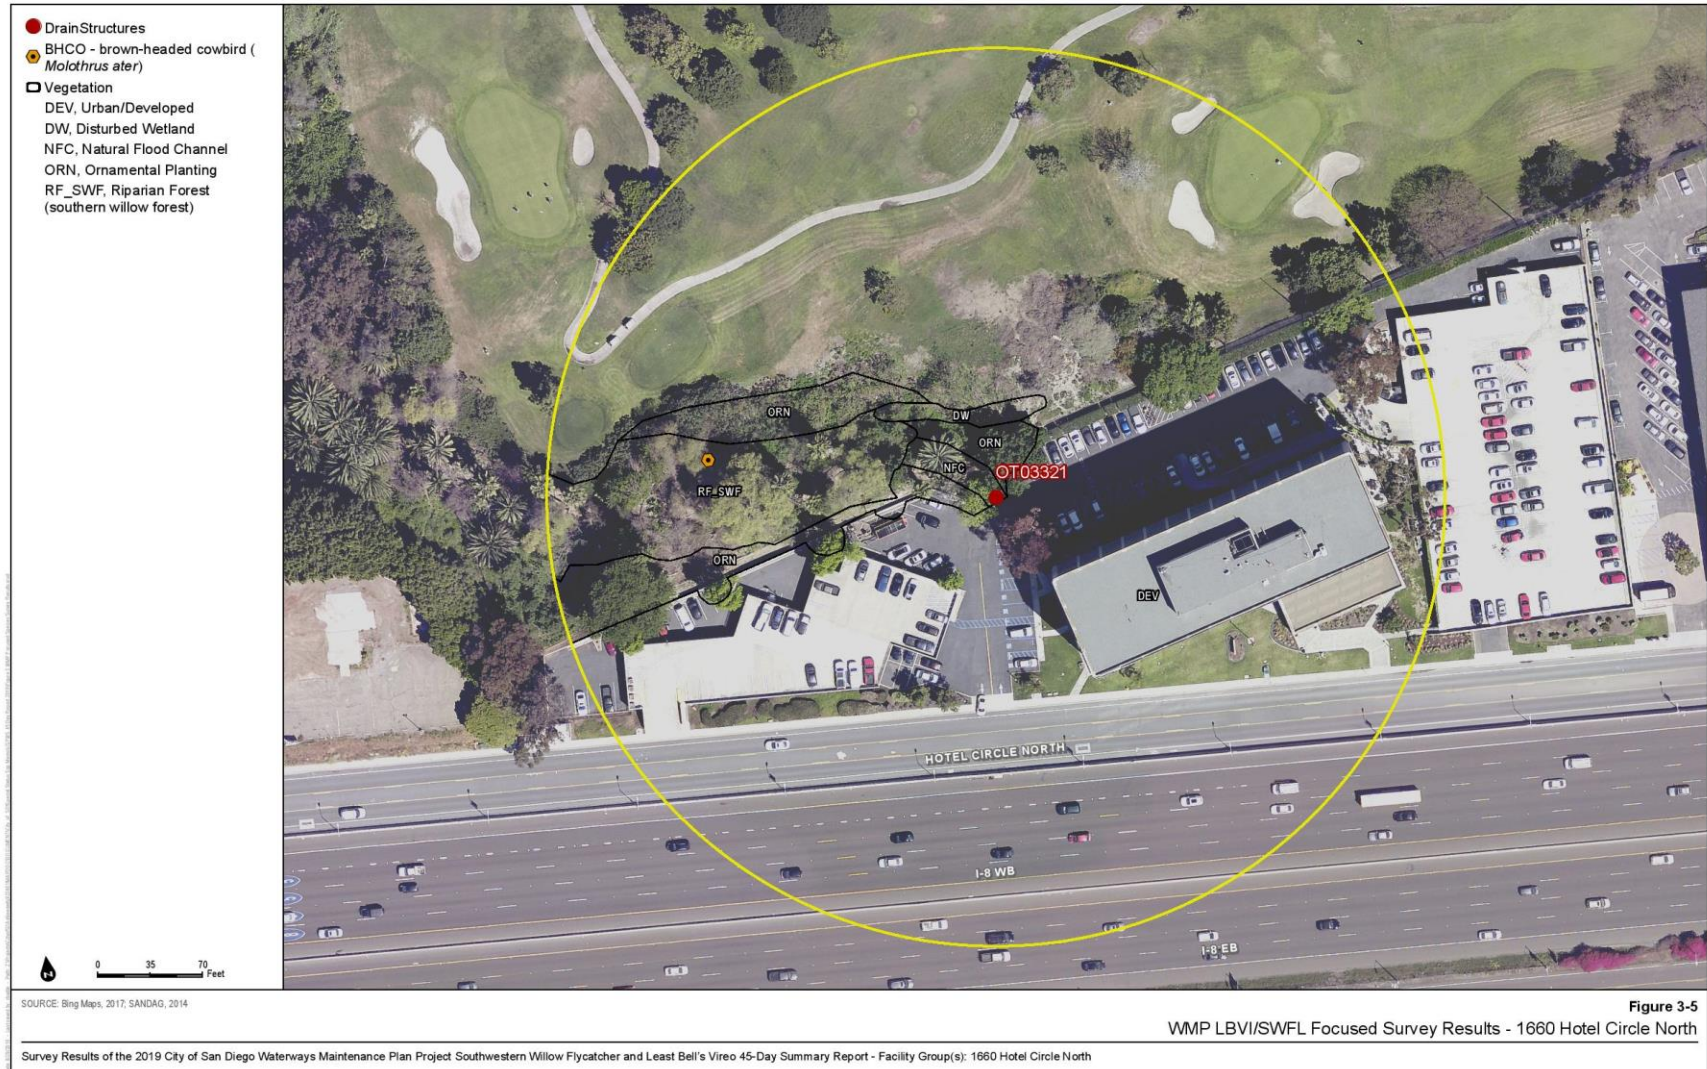 DrainStructures
BHCO - brown-headed cowbird (
Molothrus ater)
Vegetation
DEV, Urban/Developed
DW, Disturbed Wetland
NFC, Natural Flood Channel
ORN, Ornamental Planting
RF_SWF, Riparian Forest
(southern willow forest)
ORN
DW
ORN
NFC
OT03321
RF_SWF
ORN
DEV
HOTEL CIRCLE NORTH
I-8 WB
I-8 EB
N
0 35 70
Feet
SOURCE: Bing Maps, 2017; SANDAG, 2014
Figure 3-5
WMP LBVI/SWFL Focused Survey Results - 1660 Hotel Circle North
Survey Results of the 2019 City of San Diego Waterways Maintenance Plan Project Southwestern Willow Flycatcher and Least Bell's Vireo 45-Day Summary Report - Facility Group(s): 1660 Hotel Circle North